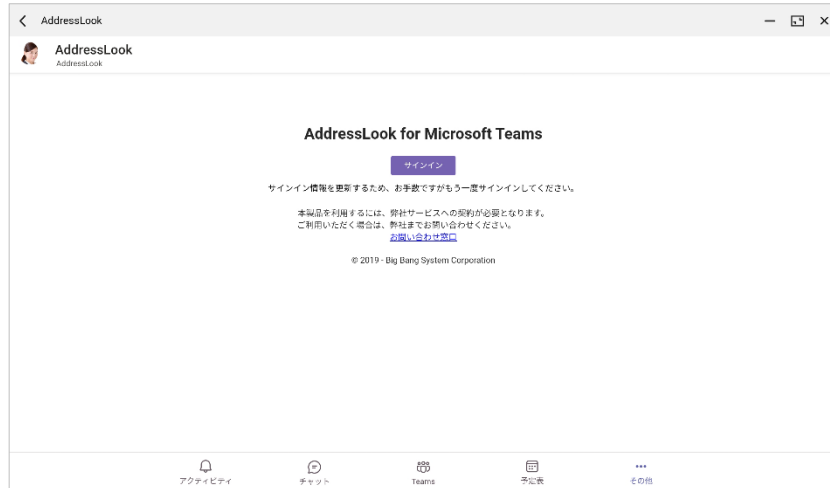 AddressLook
AddressLook
AddressLook
AddressLook for Microsoft Teams
サインイン
サインイン情報を更新するため、お手数ですがもう一度サインインしてください。
本製品を利用するには、弊社サービスへの契約が必要となります。
ご利用いただく場合は、弊社までお問い合わせください。
お問い合わせ窓口
© 2019 - Big Bang System Corporation
アクティビティ
チャット
Teams
予定表
その他